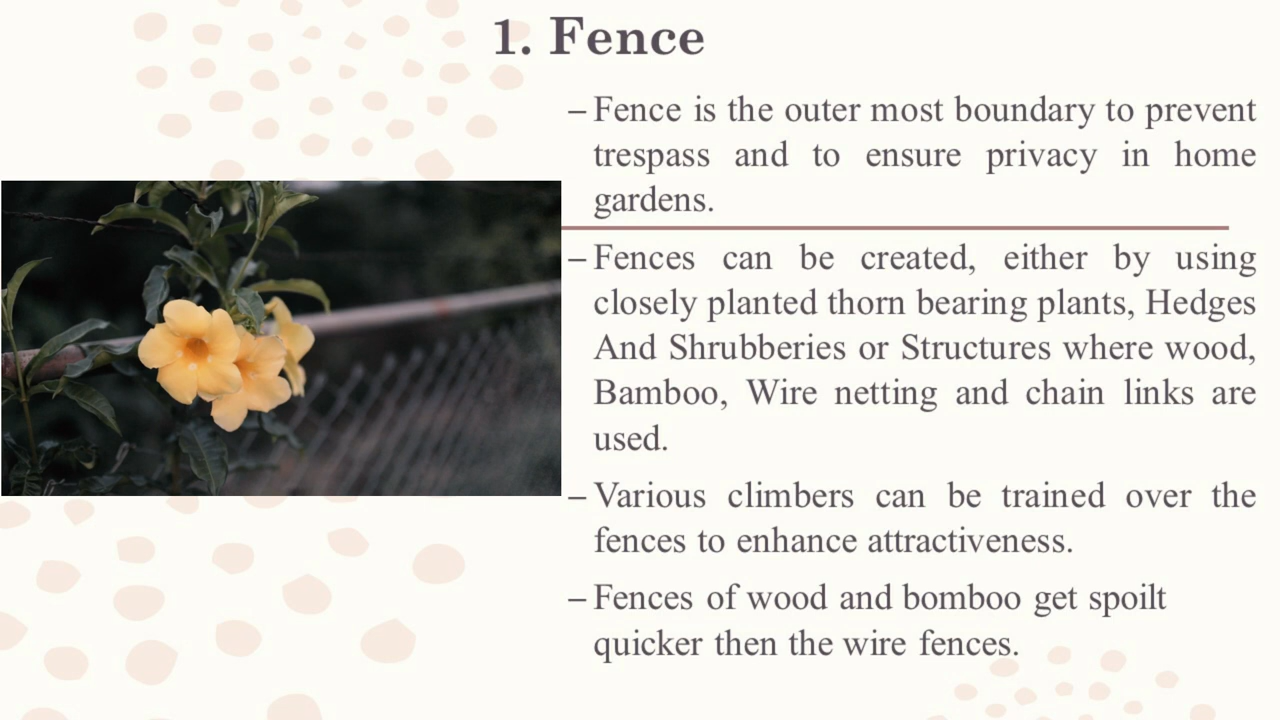 1. Fence
– Fence is the outer most boundary to prevent
trespass and to ensure privacy in home
gardens.
– Fences can be created, either by using
closely planted thorn bearing plants, Hedges
And Shrubberies or Structures where wood,
Bamboo, Wire netting and chain links are
used.
– Various climbers can be trained over the
fences to enhance attractiveness.
– Fences of wood and bomboo get spoilt
quicker then the wire fences.